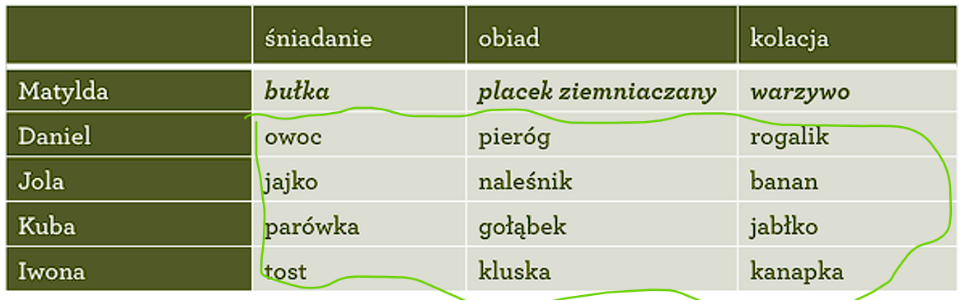 śniadanie obiad kolacja
Matylda bułka placek ziemniaczany warzywo
Daniel owoc pieróg rogalik
Jola jajko naleśnik banan
Kuba parówka gołąbek jabłko
Iwona tost kluska kanapka